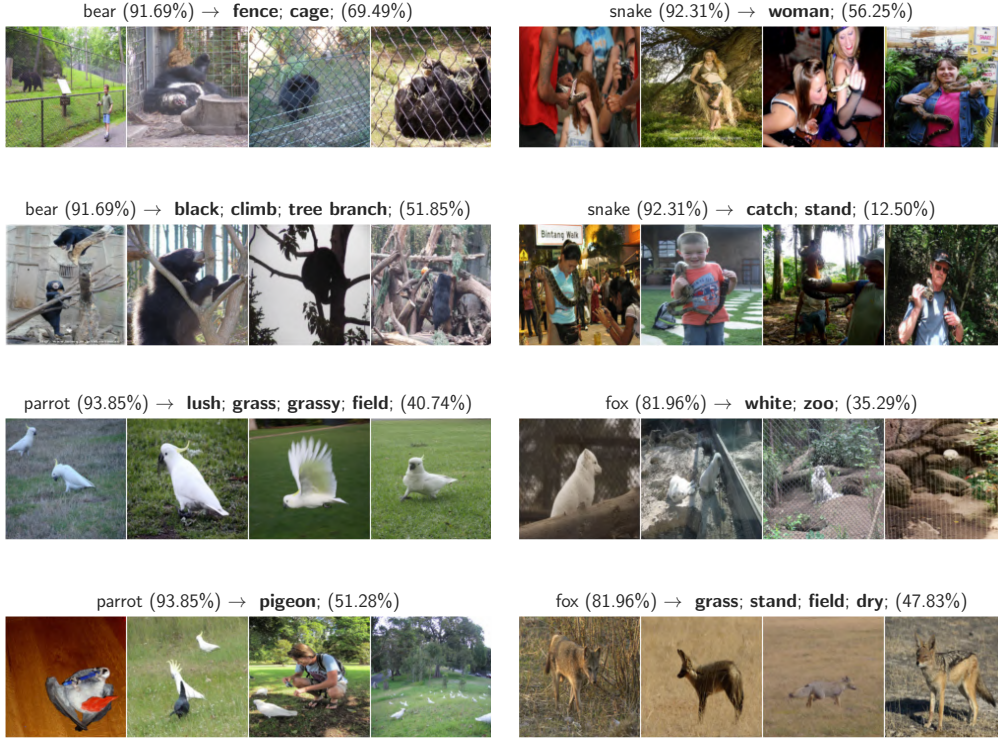 bear (91.69%) → fence; cage; (69.49%)
snake (92.31%) → woman; (56.25%)
bear (91.69%) → black; climb; tree branch; (51.85%)
snake (92.31%) → catch; stand; (12.50%)
Bintang Walk
parrot (93.85%) → lush; grass; grassy; field; (40.74%)
fox (81.96%) → white; zoo; (35.29%)
parrot (93.85%) → pigeon; (51.28%)
fox (81.96%) → grass; stand; field; dry; (47.83%)